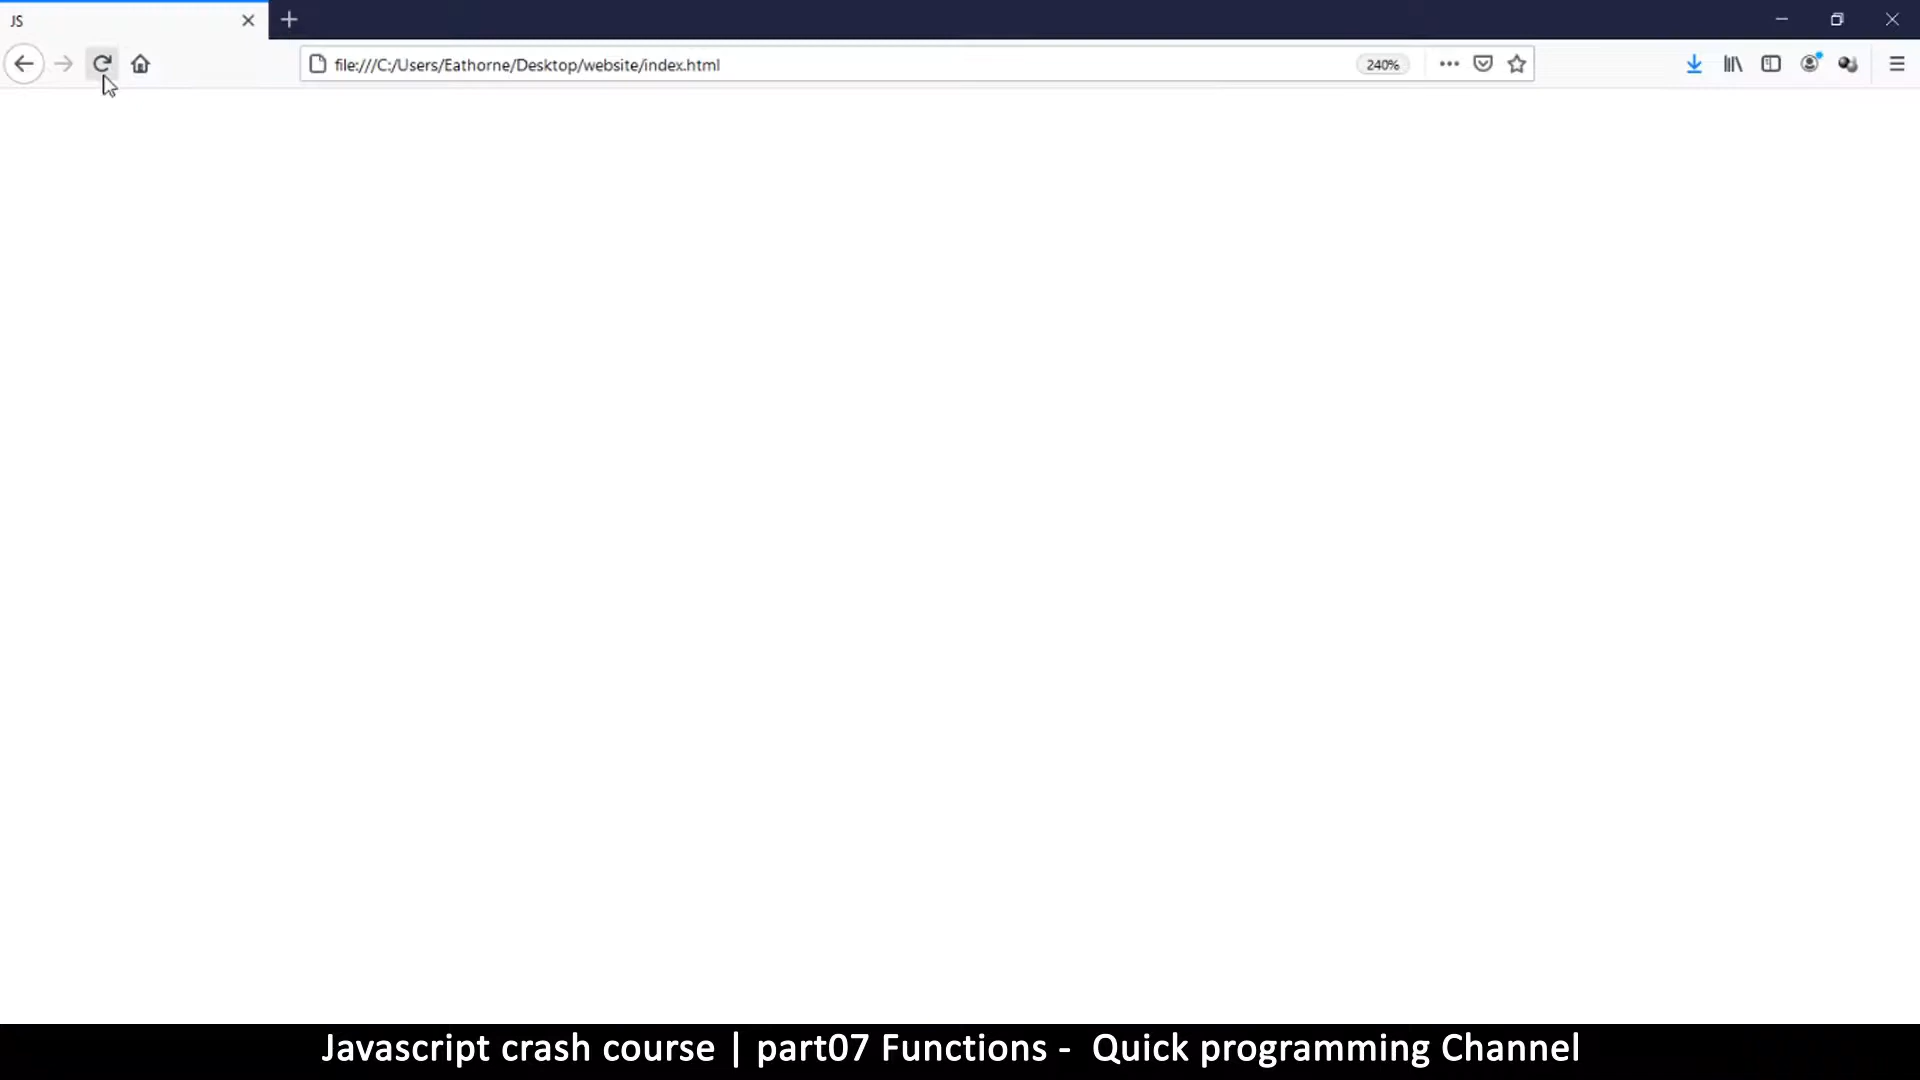 JS
file:///C:/Users/Eathorne/Desktop/website/index.html
240%
Javascript crash course | part07 Functions - Quick programming Channel